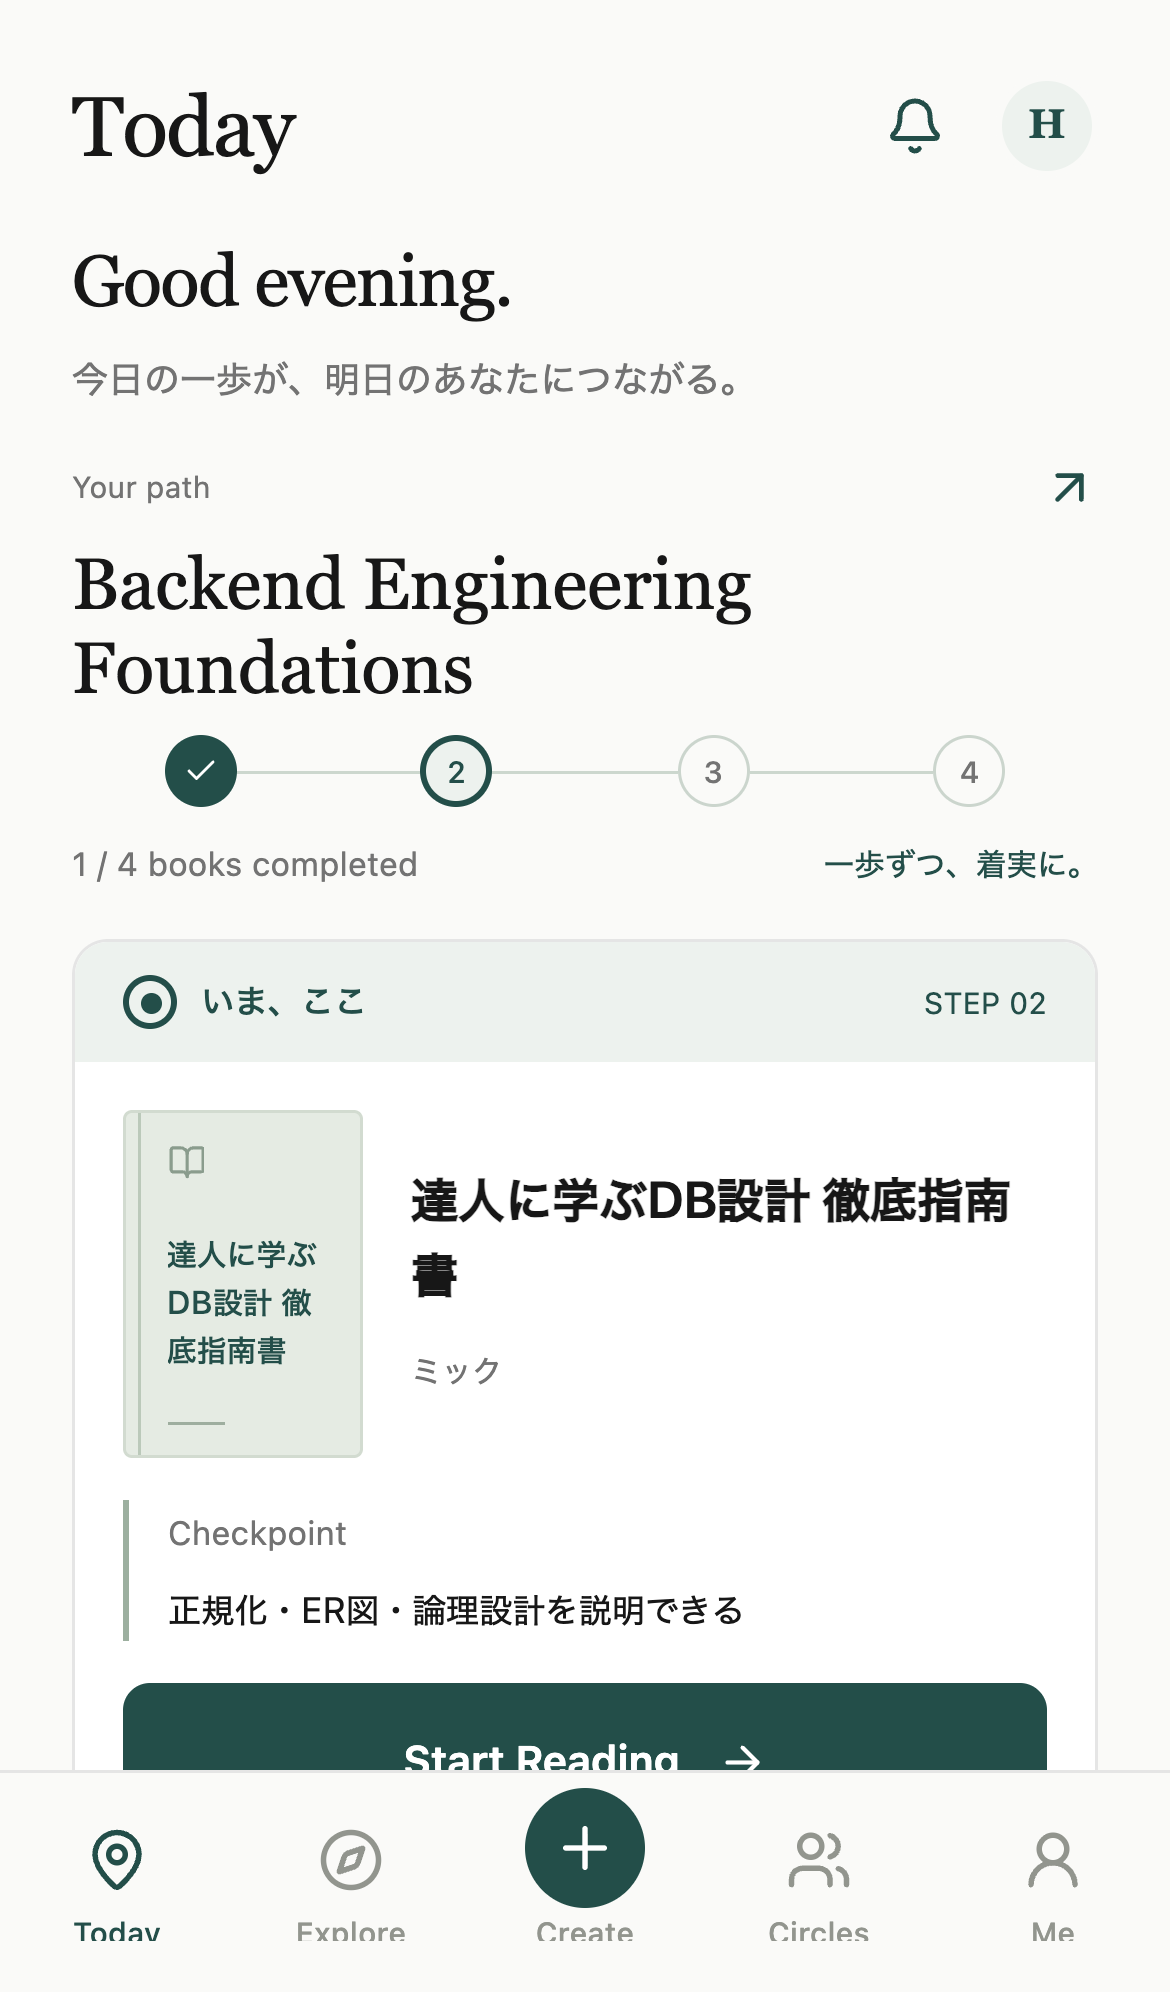 Today
H
Good evening.
今日の一歩が、明日のあなたにつながる。
Your path
Backend Engineering
Foundations
2
3
4
1 / 4 books completed
一歩ずつ、着実に。
いま、ここ
STEP 02
達人に学ぶ
DB設計 徹
底指南書
達人に学ぶDB設計 徹底指南
書
ミック
Checkpoint
正規化・ER図・論理設計を説明できる
Start Reading
Today
Explore
Create
Circles
Me